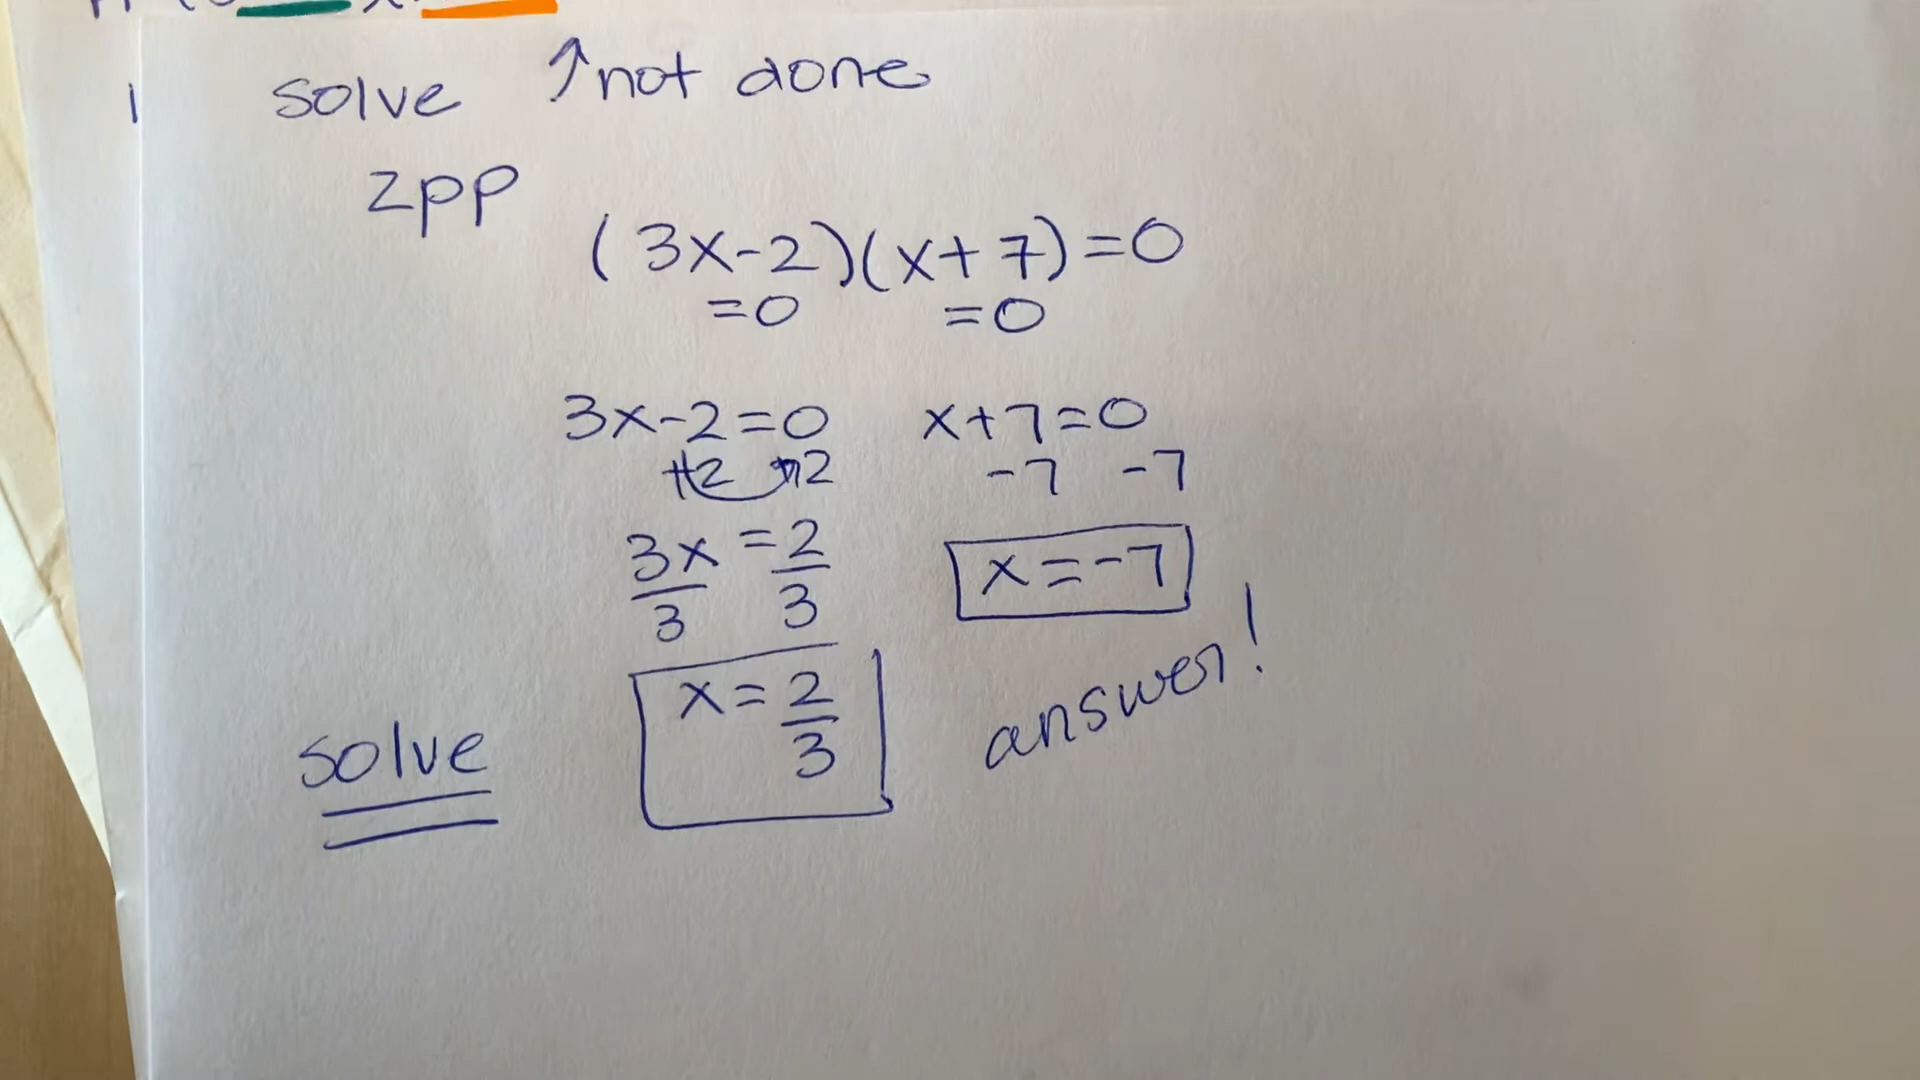 solve ↑not done
zpp
(3x-2)(x+7)=0
=0 =0
3x-2=0 x+7=0
+2 +2 -7 -7
3x/3 = 2/3 x=-7
x=2/3 answer!
solve